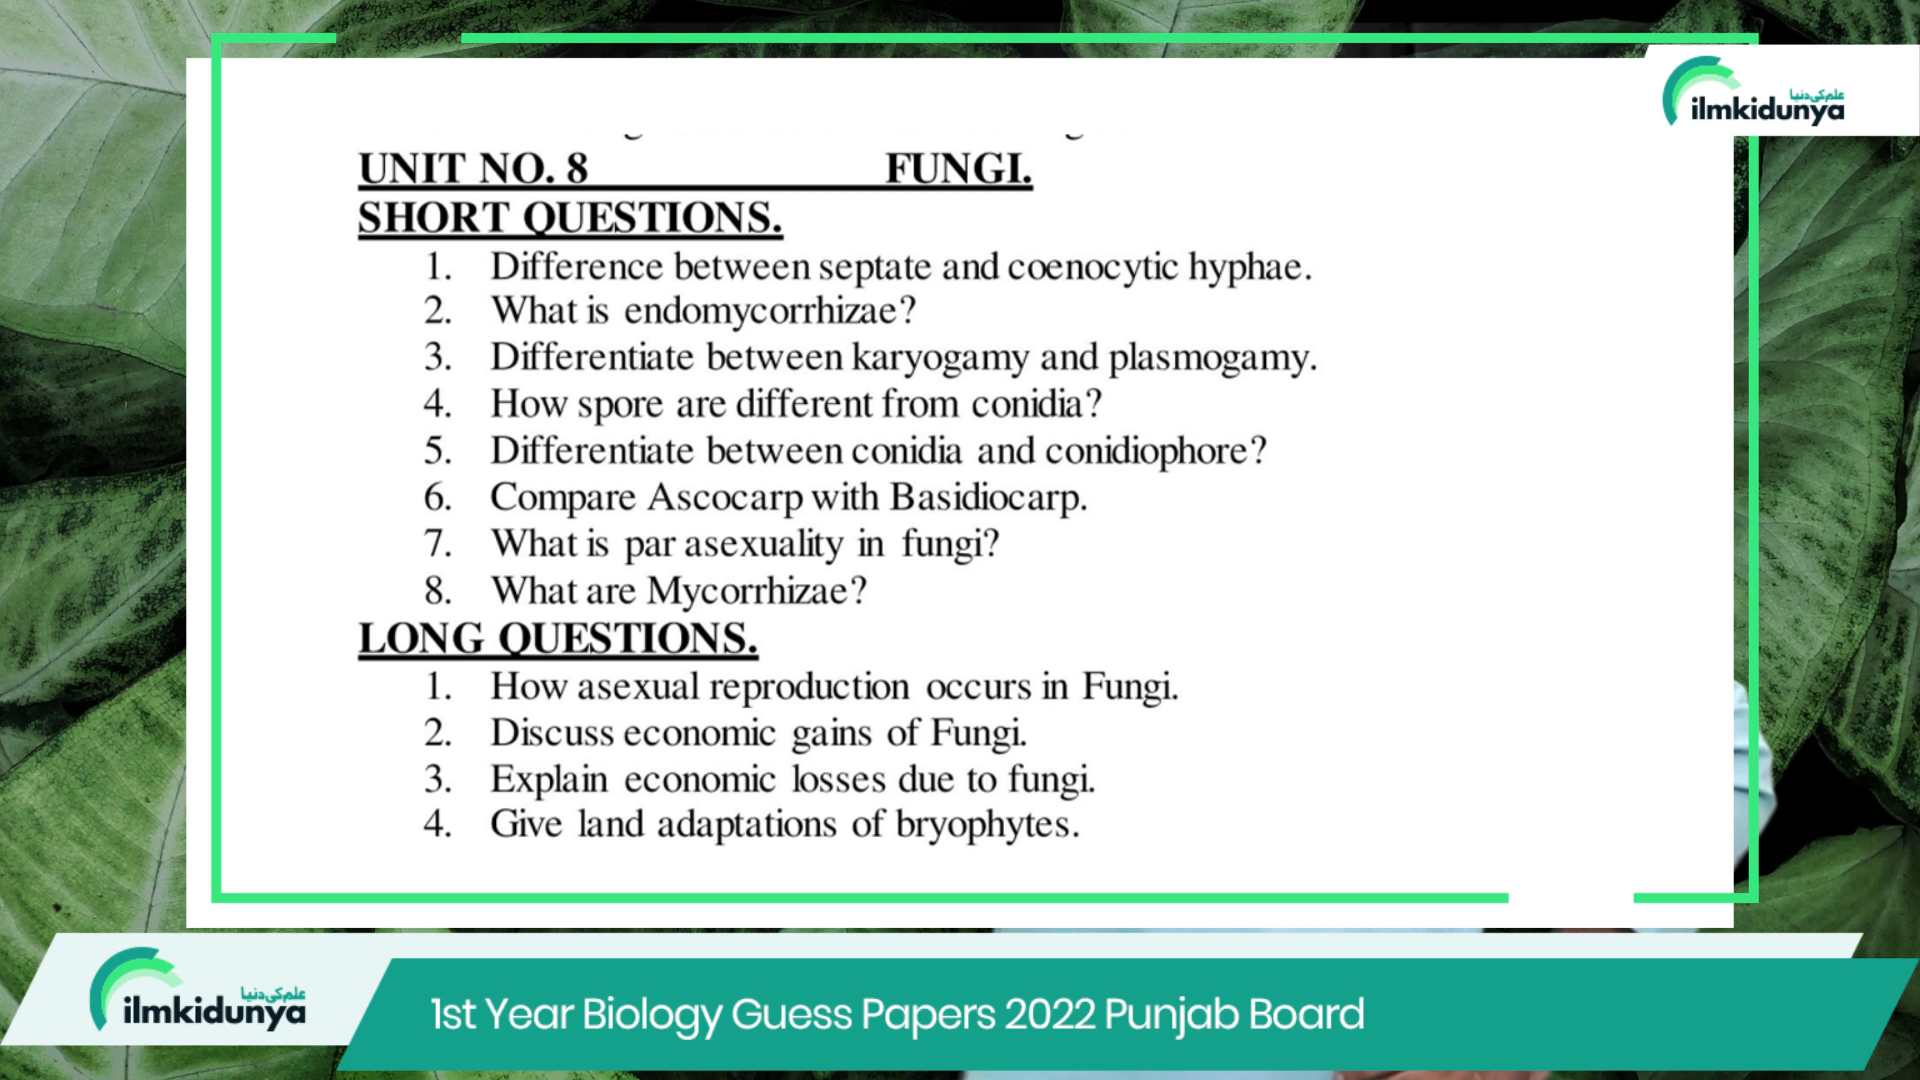 علم کی دنیا
ilmkidunya
UNIT NO. 8 FUNGI.
SHORT QUESTIONS.
1. Difference between septate and coenocytic hyphae.
2. What is endomycorrhizae?
3. Differentiate between karyogamy and plasmogamy.
4. How spore are different from conidia?
5. Differentiate between conidia and conidiophore?
6. Compare Ascocarp with Basidiocarp.
7. What is par asexuality in fungi?
8. What are Mycorrhizae?
LONG QUESTIONS.
1. How asexual reproduction occurs in Fungi.
2. Discuss economic gains of Fungi.
3. Explain economic losses due to fungi.
4. Give land adaptations of bryophytes.
علم کی دنیا
ilmkidunya
1st Year Biology Guess Papers 2022 Punjab Board